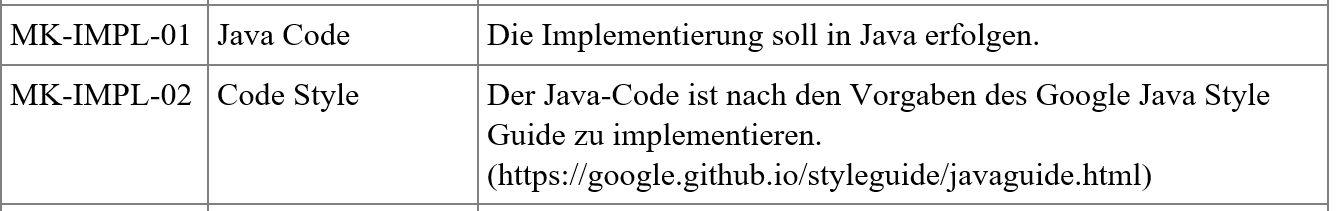 MK-IMPL-01 Java Code Die Implementierung soll in Java erfolgen.
MK-IMPL-02 Code Style Der Java-Code ist nach den Vorgaben des Google Java Style
Guide zu implementieren.
(https://google.github.io/styleguide/javaguide.html)